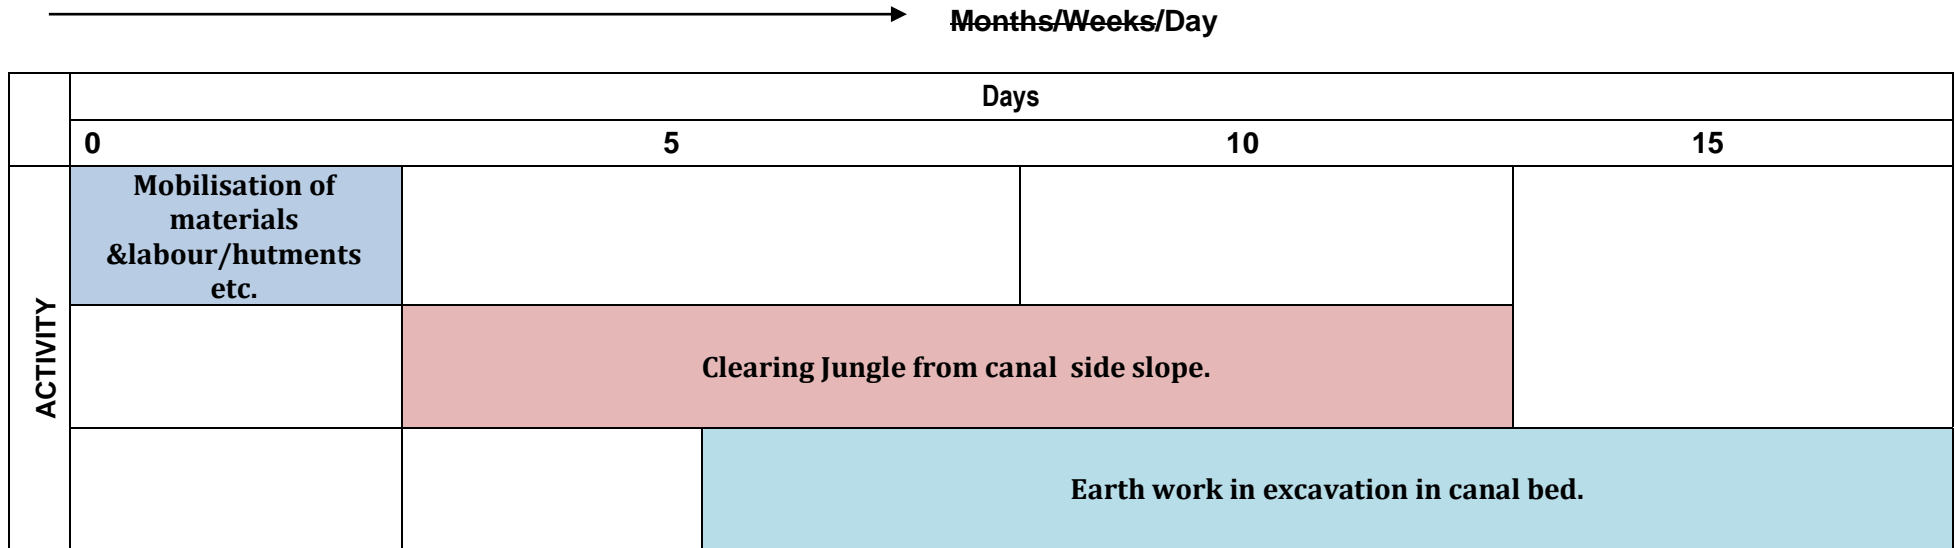 Months/Weeks/Day
Days
0 5 10 15
Mobilisation of
materials
&labour/hutments
etc.
ACTIVITY
Clearing Jungle from canal  side slope.
Earth work in excavation in canal bed.